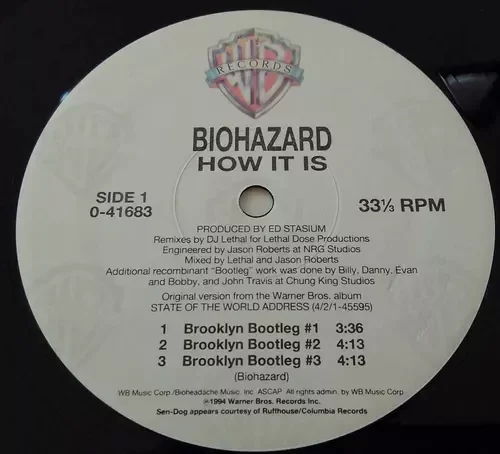 WB
RECORDS
BIOHAZARD
HOW IT IS
SIDE 1
0-41683
33⅓ RPM
PRODUCED BY ED STASIUM
Remixes by DJ Lethal for Lethal Dose Productions
Engineered by Jason Roberts at NRG Studios
Mixed by Lethal and Jason Roberts
Additional recombinant "Bootleg" work was done by Billy, Danny, Evan
and Bobby, and John Travis at Chung King Studios
Original version from the Warner Bros. album
STATE OF THE WORLD ADDRESS (4/2/1-45595)
1 Brooklyn Bootleg #1 3:36
2 Brooklyn Bootleg #2 4:13
3 Brooklyn Bootleg #3 4:13
(Biohazard)
WB Music Corp./Bioheadache Music Inc. ASCAP All rights admin. by WB Music Corp.
℗1994 Warner Bros. Records Inc.
Sen-Dog appears courtesy of Ruffhouse/Columbia Records